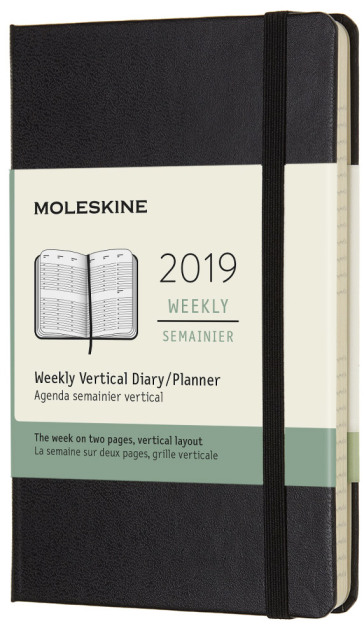 MOLESKINE
2019
WEEKLY
SEMAINIER
Weekly Vertical Diary/Planner
Agenda semainier vertical
The week on two pages, vertical layout
La semaine sur deux pages, grille verticale